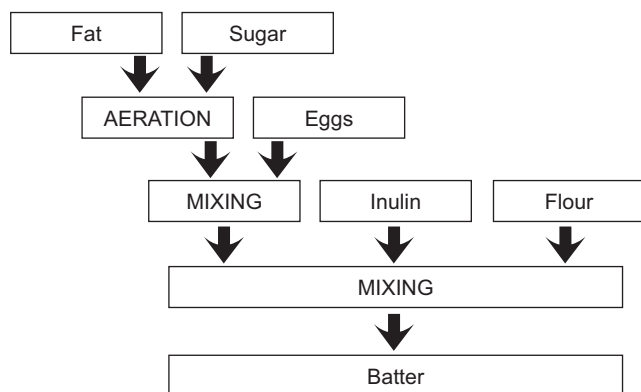 Fat
Sugar
AERATION
Eggs
MIXING
Inulin
Flour
MIXING
Batter